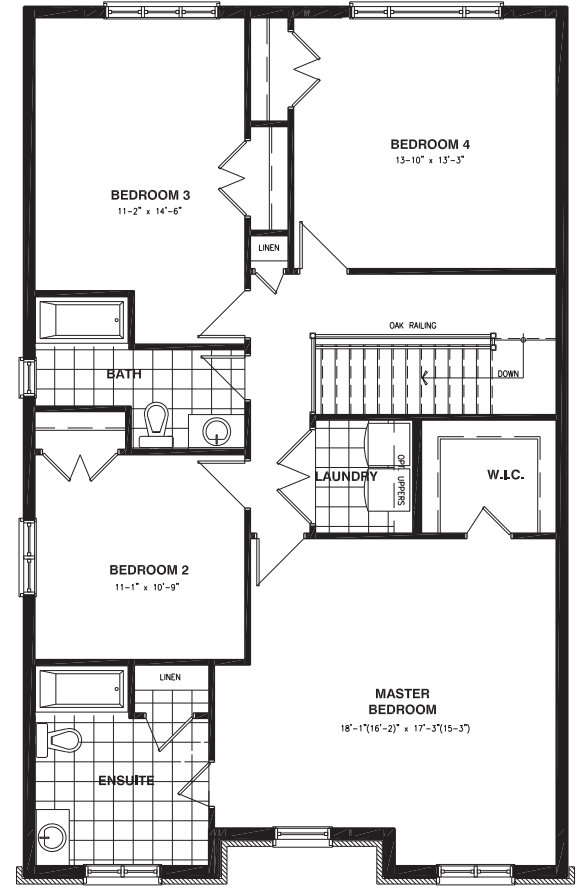 BEDROOM 4
13'-10" x 13'-3"
BEDROOM 3
11'-2" x 14'-6"
LINEN
OAK RAILING
BATH
DOWN
LAUNDRY
OPT. UPPERS
W.I.C.
BEDROOM 2
11'-1" x 10'-9"
LINEN
MASTER
BEDROOM
18'-1"(16'-2)" x 17'-3"(15'-3")
ENSUITE